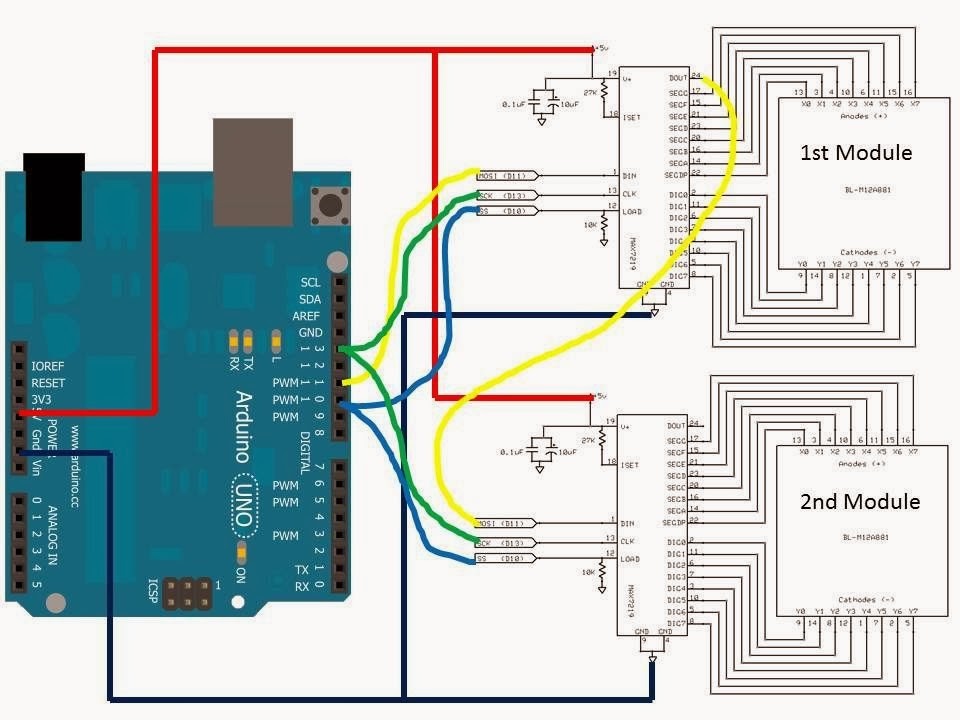 SCL
SDA
AREF
GND
1 3
1 2
PWM 1 1
PWM 1 0
PWM 9
8
RX
TX
L
Arduino
UNO
DIGITAL
7
PWM 6
PWM 5
4
PWM 3
2
TX 1
RX 0
ON
ICSP
1
IOREF
RESET
3V3
5V
Gnd
Vin
POWER
www.arduino.cc
ANALOG IN
0
1
2
3
4
5
+5v
0.1uF
10uF
27K
19
V+
18
ISET
MOSI (D11)
1
DIN
SCK (D13)
13
CLK
SS (D10)
12
LOAD
10K
MAX7219
GND GND
9 4
DOUT 24
SEGG 17
SEGF 15
SEGE 21
SEGD 23
SEGC 20
SEGB 16
SEGA 14
SEGDP 22
DIG0 2
DIG1 11
DIG2 6
DIG3 7
DIG4 3
DIG5 10
DIG6 5
DIG7 8
13 3 4 10 6 11 15 16
X0 X1 X2 X3 X4 X5 X6 X7
Anodes (+)
1st Module
BL-M12A881
Cathodes (-)
Y0 Y1 Y2 Y3 Y4 Y5 Y6 Y7
9 14 8 12 1 7 2 5
+5v
0.1uF
10uF
27K
19
V+
18
ISET
MOSI (D11)
1
DIN
SCK (D13)
13
CLK
SS (D10)
12
LOAD
10K
MAX7219
GND GND
9 4
DOUT 24
SEGG 17
SEGF 15
SEGE 21
SEGD 23
SEGC 20
SEGB 16
SEGA 14
SEGDP 22
DIG0 2
DIG1 11
DIG2 6
DIG3 7
DIG4 3
DIG5 10
DIG6 5
DIG7 8
13 3 4 10 6 11 15 16
X0 X1 X2 X3 X4 X5 X6 X7
Anodes (+)
2nd Module
BL-M12A881
Cathodes (-)
Y0 Y1 Y2 Y3 Y4 Y5 Y6 Y7
9 14 8 12 1 7 2 5